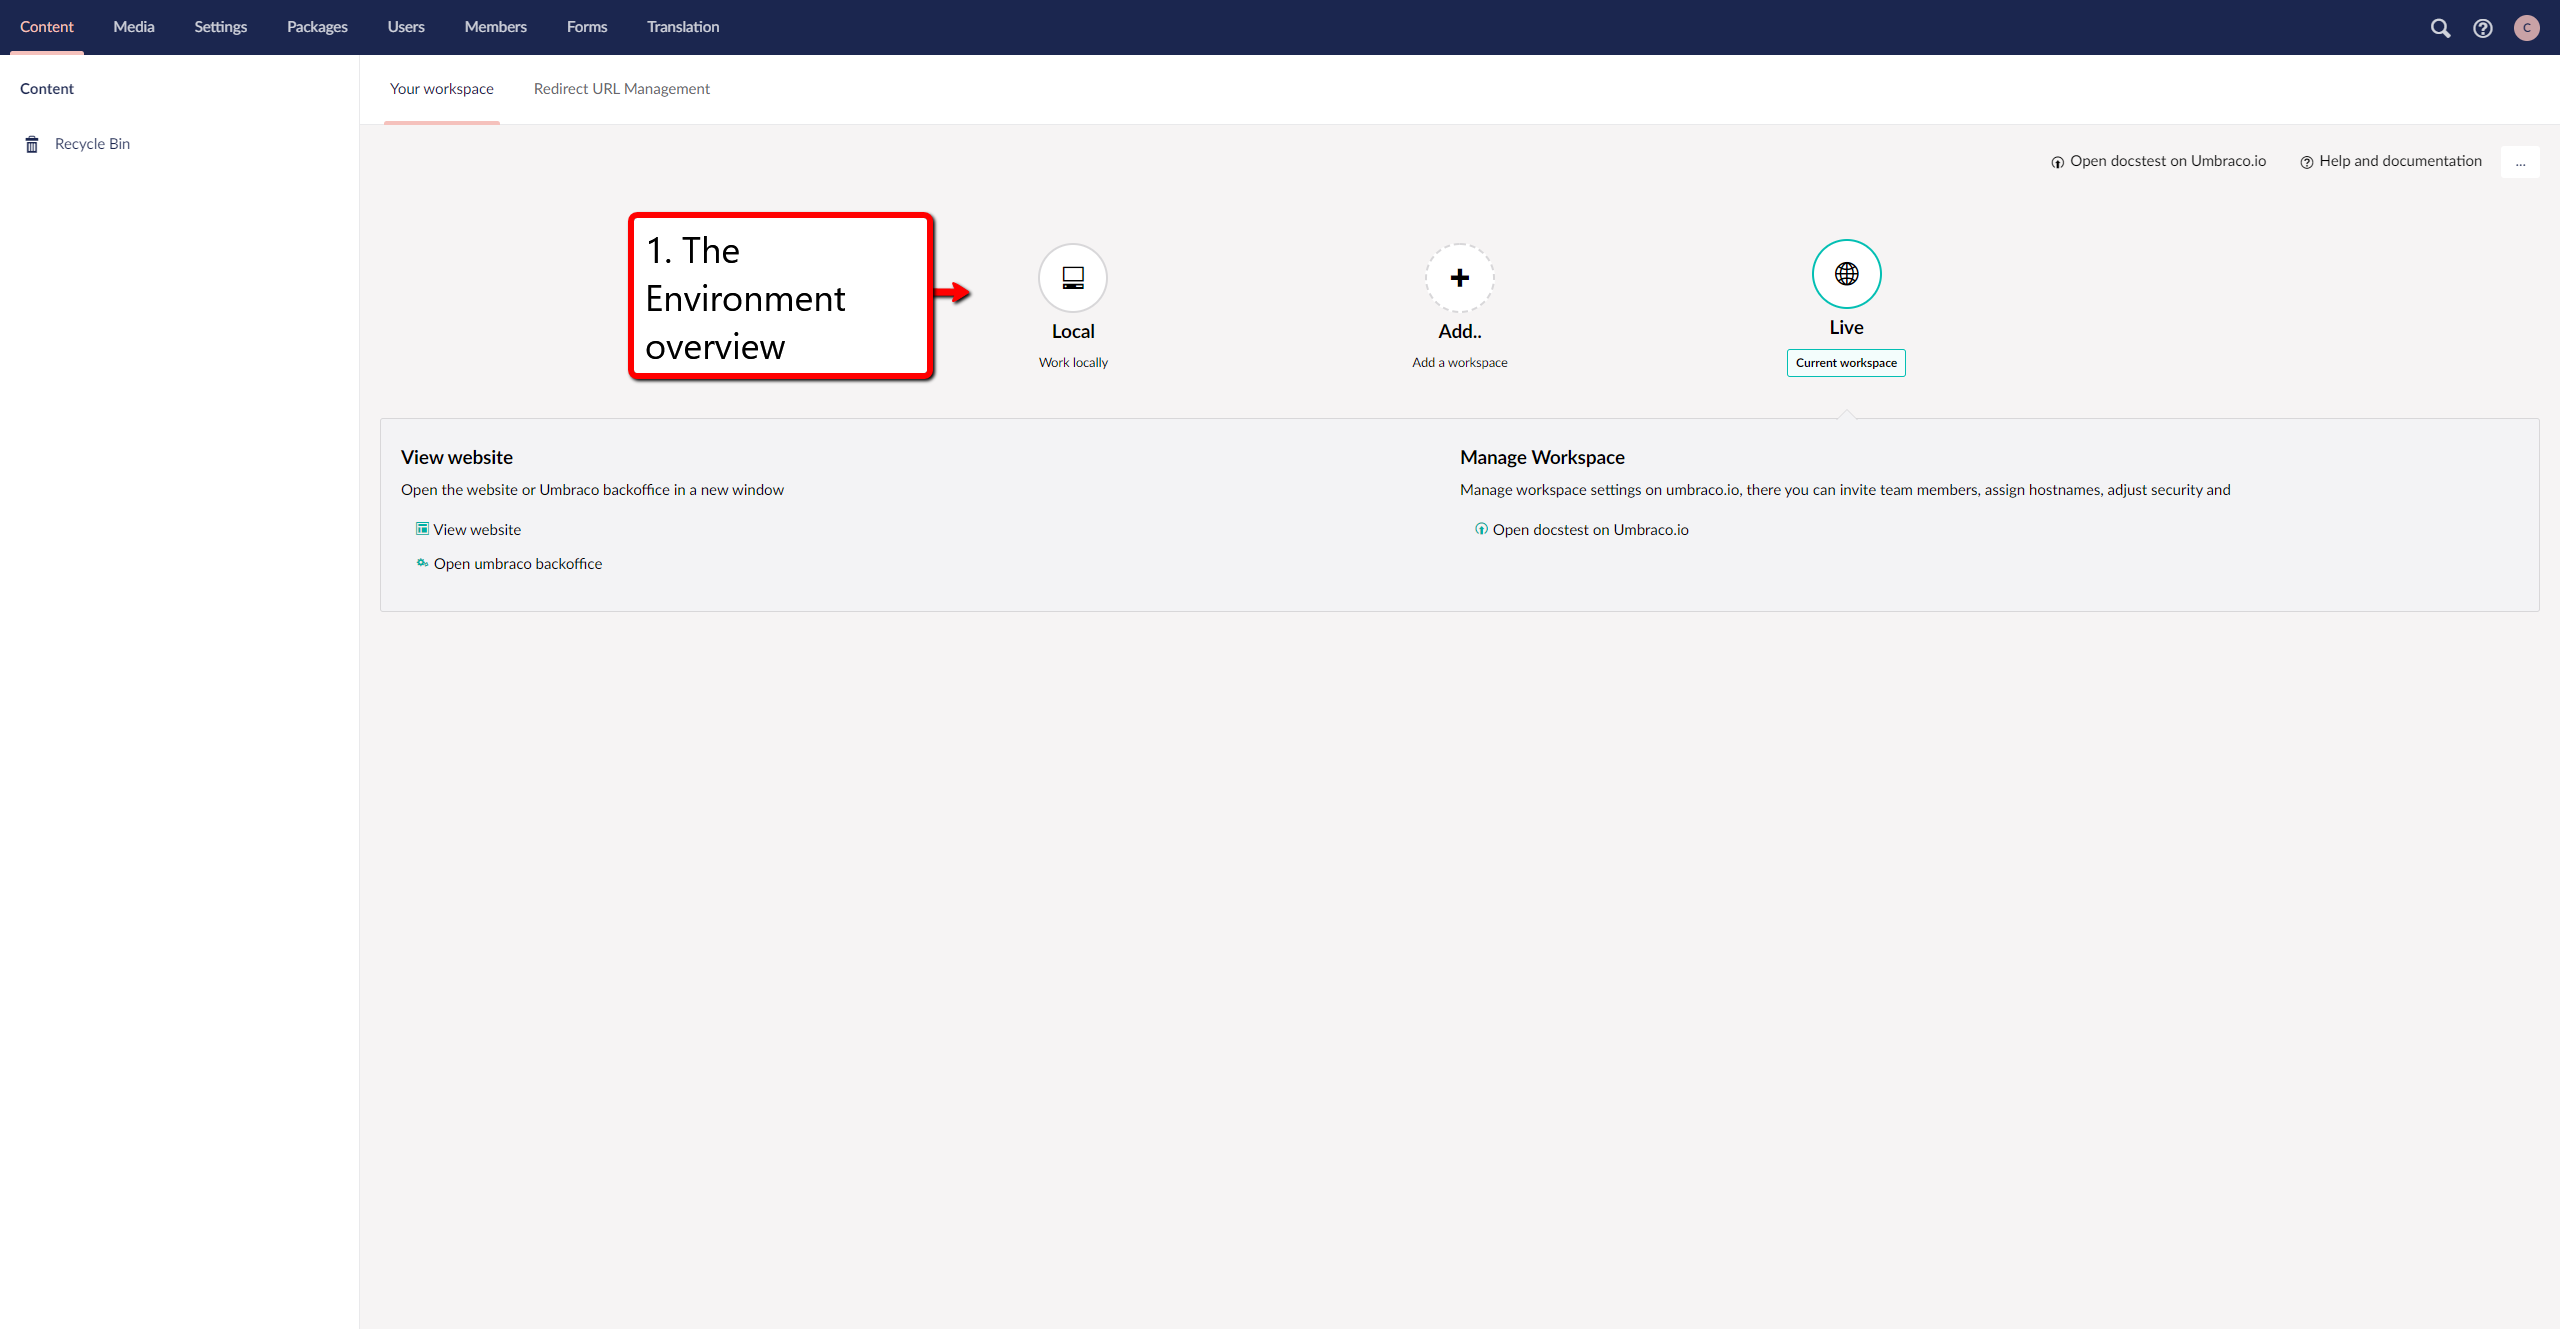 Content Media Settings Packages Users Members Forms Translation C
Content
Recycle Bin
Your workspace Redirect URL Management
Open docstest on Umbraco.io Help and documentation ...
1. The
Environment
overview
Local
Work locally
Add..
Add a workspace
Live
Current workspace
View website
Open the website or Umbraco backoffice in a new window
View website
Open umbraco backoffice
Manage Workspace
Manage workspace settings on umbraco.io, there you can invite team members, assign hostnames, adjust security and
Open docstest on Umbraco.io